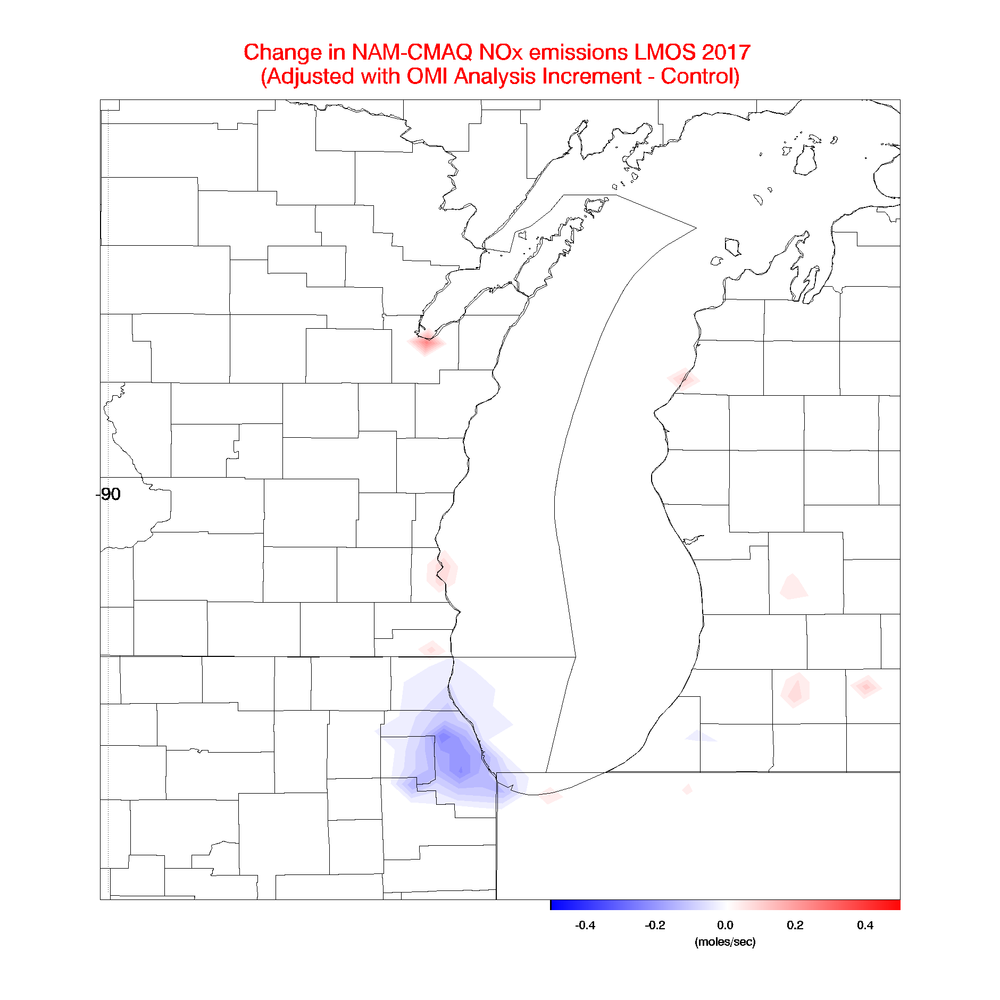 Change in NAM-CMAQ NOx emissions LMOS 2017
(Adjusted with OMI Analysis Increment - Control)
-90
-0.4 -0.2 0.0 0.2 0.4
(moles/sec)